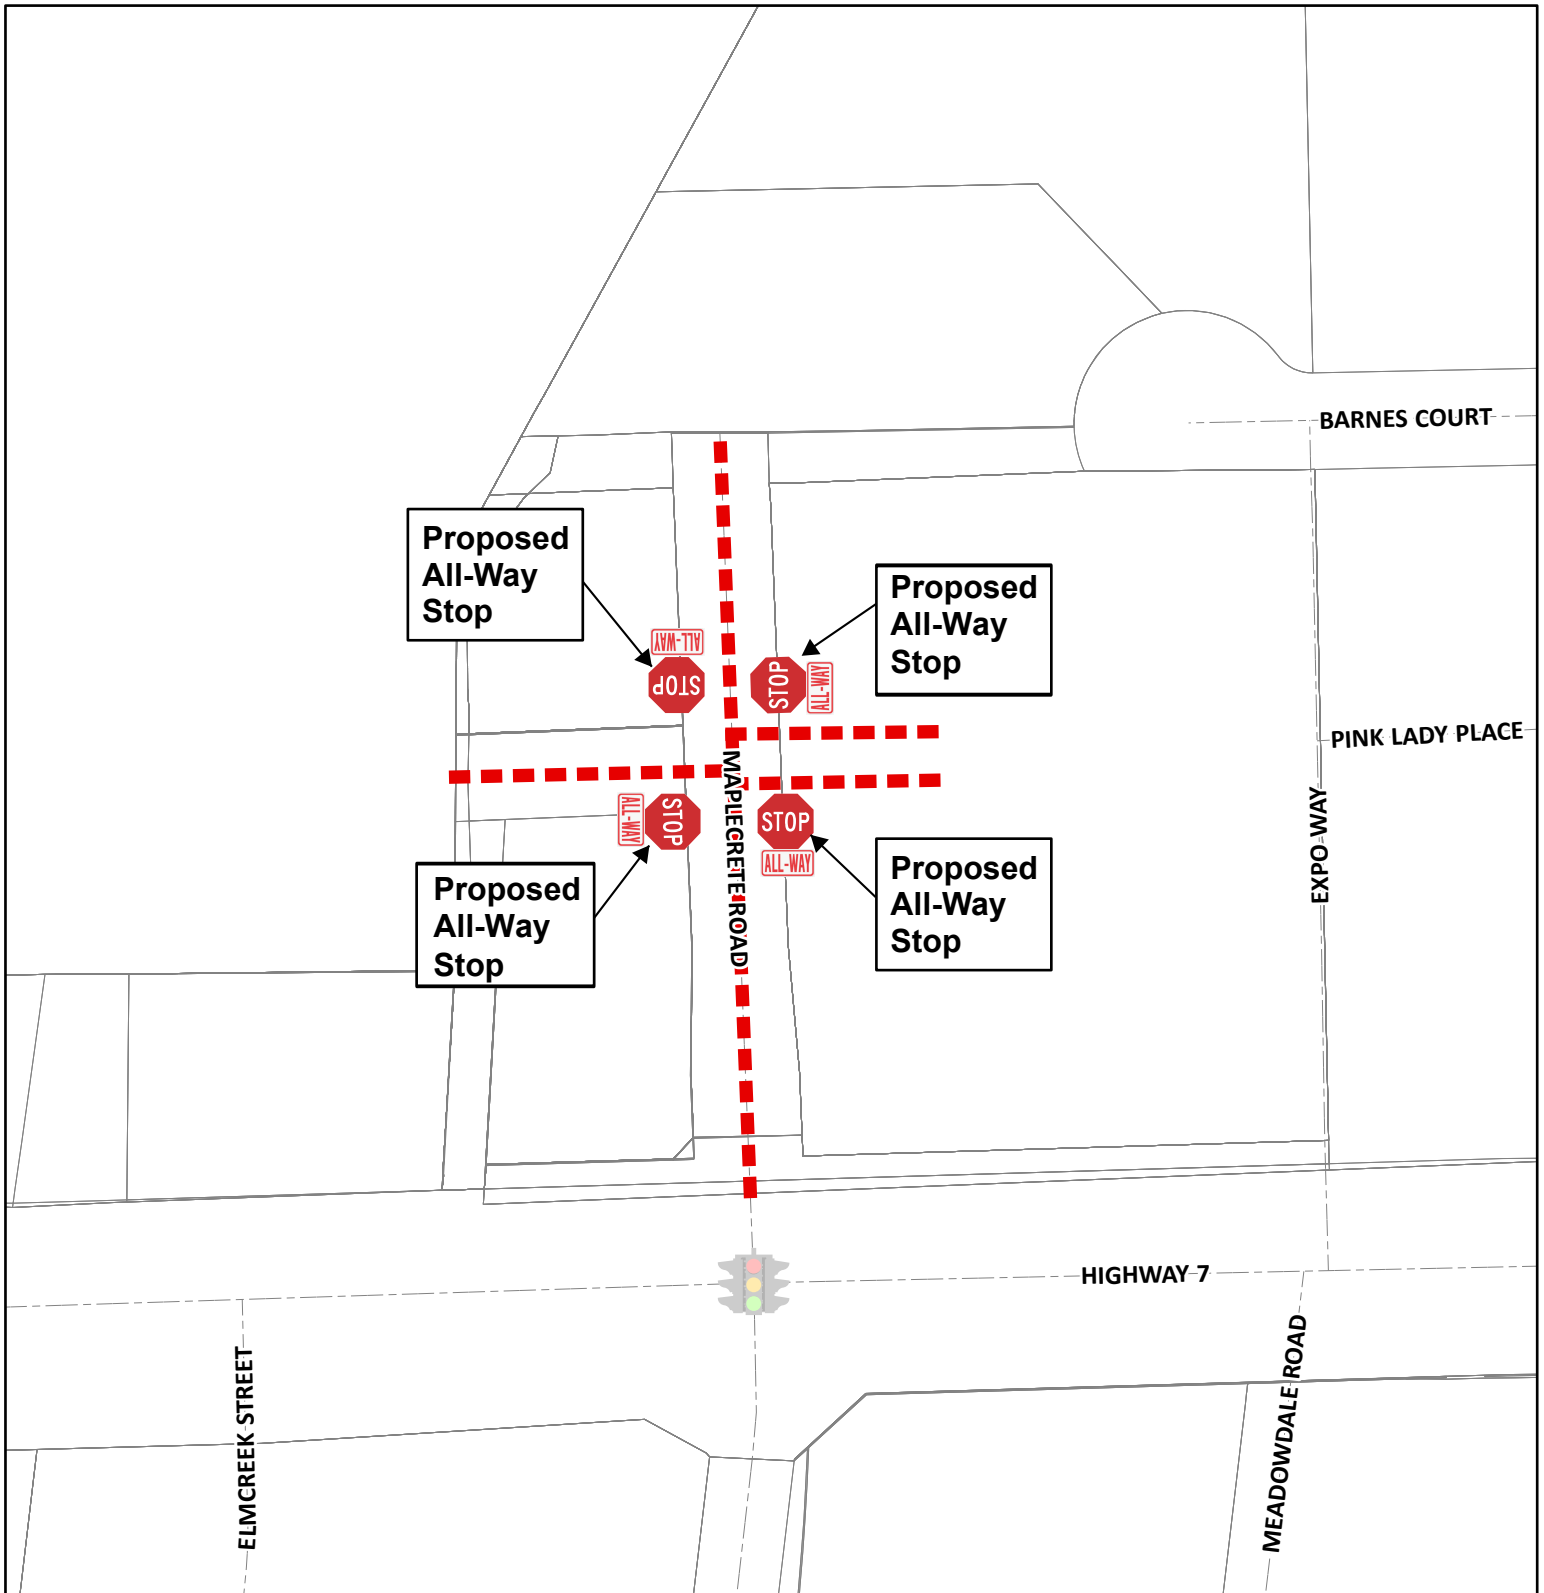 BARNES COURT
Proposed
All-Way
Stop
Proposed
All-Way
Stop
ALL-WAY
STOP
STOP
ALL-WAY
PINK LADY PLACE
MAPLECRETE ROAD
EXPO WAY
ALL-WAY
STOP
STOP
ALL-WAY
Proposed
All-Way
Stop
Proposed
All-Way
Stop
HIGHWAY 7
ELMCREEK STREET
MEADOWDALE ROAD